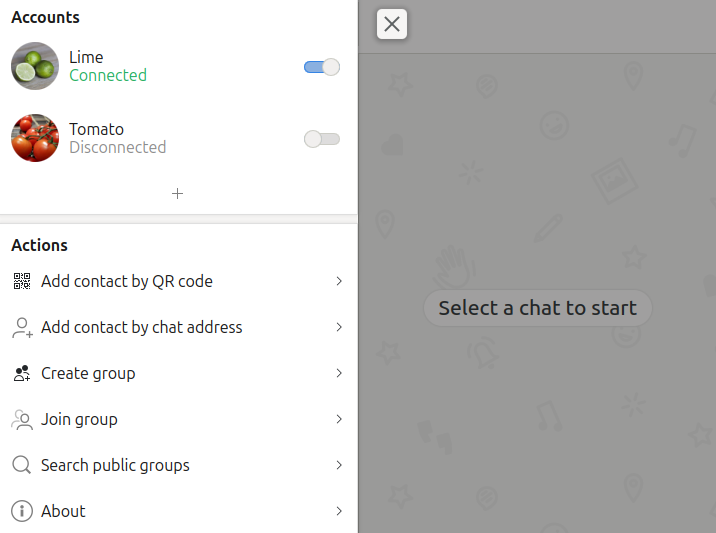 Accounts
Lime
Connected
Tomato
Disconnected
Actions
Add contact by QR code
Add contact by chat address
Create group
Join group
Search public groups
About
Select a chat to start